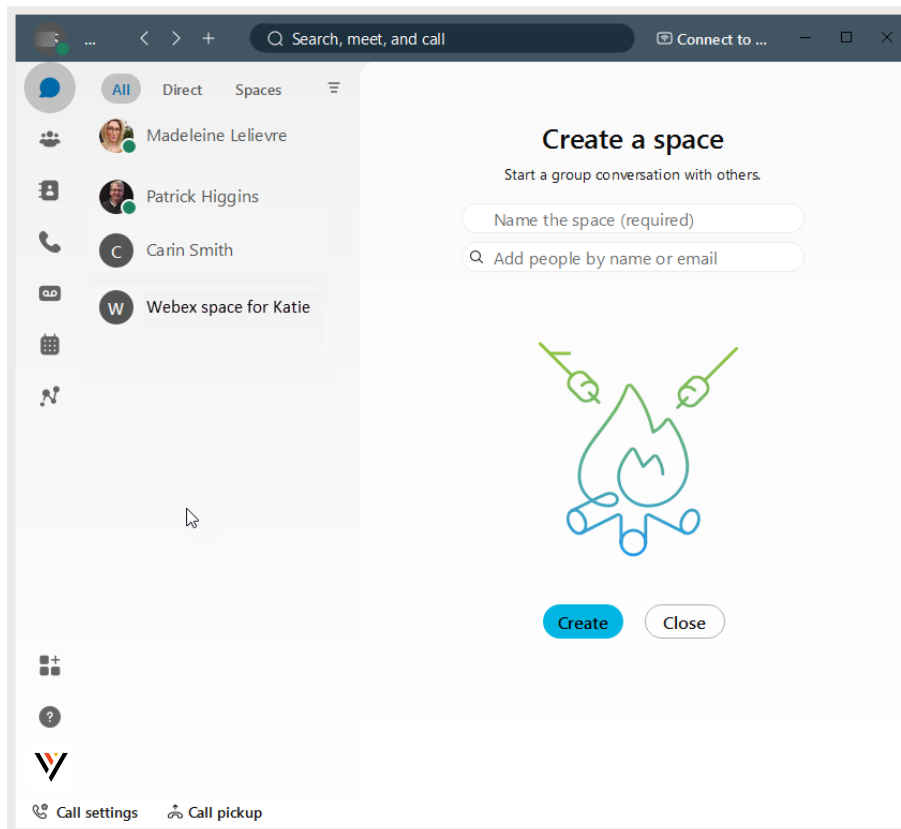 ... Search, meet, and call Connect to ...
All Direct Spaces
Madeleine Lelievre
Patrick Higgins
C Carin Smith
W Webex space for Katie
Create a space
Start a group conversation with others.
Name the space (required)
Add people by name or email
Create Close
Call settings Call pickup